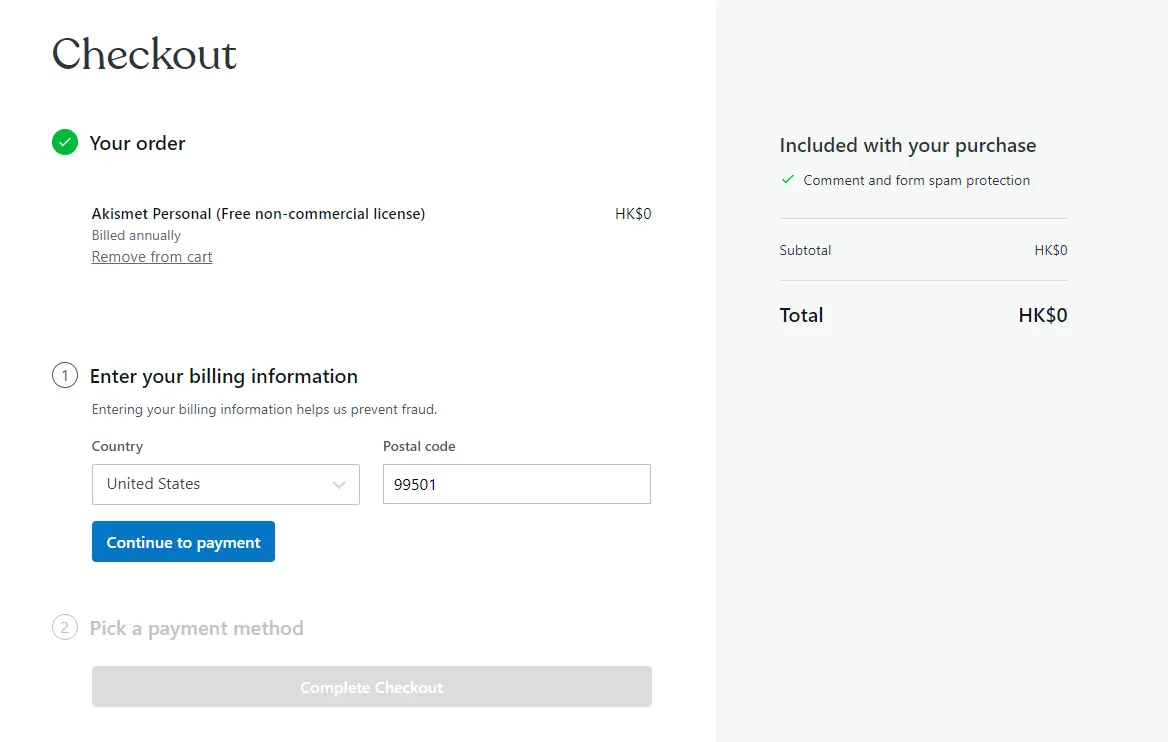 Checkout
Your order
Akismet Personal (Free non-commercial license) HK$0
Billed annually
Remove from cart
1 Enter your billing information
Entering your billing information helps us prevent fraud.
Country Postal code
United States 99501
Continue to payment
2 Pick a payment method
Complete Checkout
Included with your purchase
Comment and form spam protection
Subtotal HK$0
Total HK$0